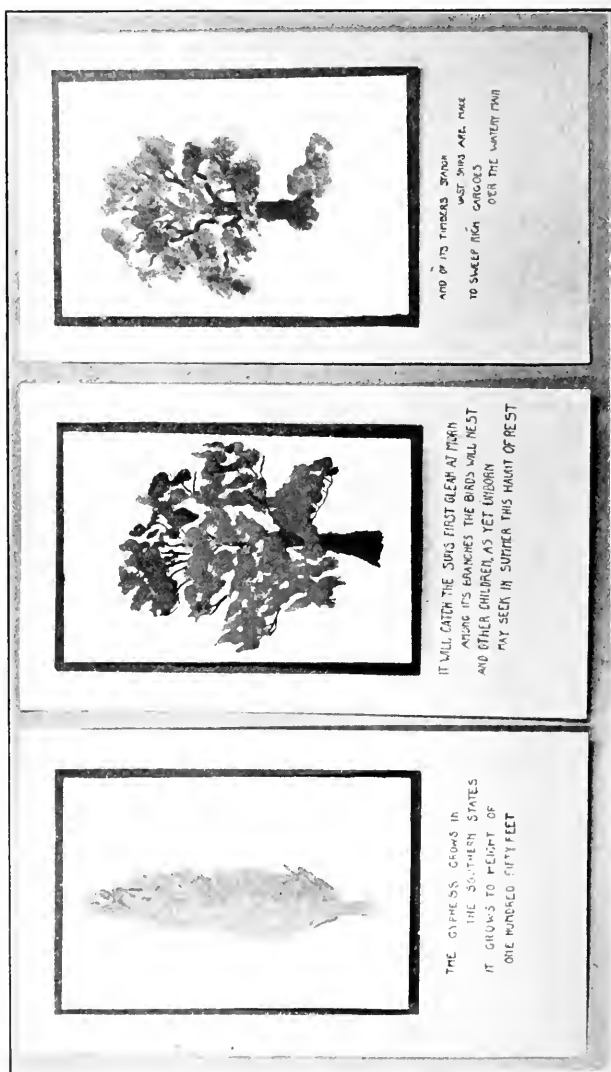 THE CYPRESS GROWS IN
THE SOUTHERN STATES
IT GROWS TO HEIGHT OF
ONE HUNDRED FIFTY FEET
IT WILL CATCH THE SUN'S FIRST GLEAM AT MORN
AMONG ITS BRANCHES THE BIRDS WILL NEST
AND OTHER CHILDREN, AS YET UNBORN
MAY SEEK IN SUMMER THIS HAUNT OF REST
AND OF ITS TIMBERS STANCH
VAST SHIPS ARE MADE
TO SWEEP RICH CARGOES
O'ER THE WATERY MAIN